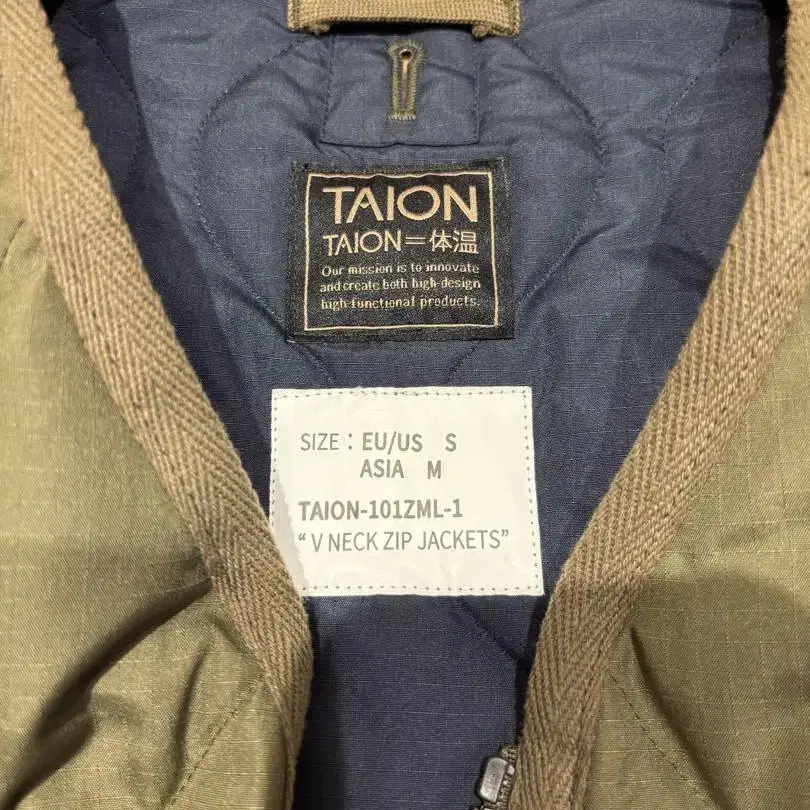 TAION
TAION=体温
Our mission is to innovate
and create both high-design
high-functional products.
SIZE : EU/US S
ASIA M
TAION-101ZML-1
“ V NECK ZIP JACKETS”